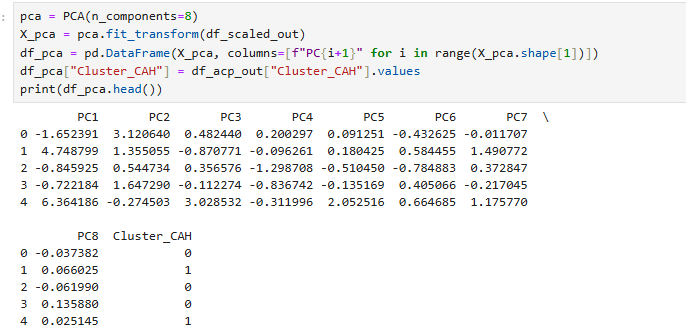 :
pca = PCA(n_components=8)
X_pca = pca.fit_transform(df_scaled_out)
df_pca = pd.DataFrame(X_pca, columns=[f"PC{i+1}" for i in range(X_pca.shape[1])])
df_pca["Cluster_CAH"] = df_acp_out["Cluster_CAH"].values
print(df_pca.head())
        PC1       PC2       PC3       PC4       PC5       PC6       PC7  \
0 -1.652391  3.120640  0.482440  0.200297  0.091251 -0.432625 -0.011707
1  4.748799  1.355055 -0.870771 -0.096261  0.180425  0.584455  1.490772
2 -0.845925  0.544734  0.356576 -1.298708 -0.510450 -0.784883  0.372847
3 -0.722184  1.647290 -0.112274 -0.836742 -0.135169  0.405066 -0.217045
4  6.364186 -0.274503  3.028532 -0.311996  2.052516  0.664685  1.175770
        PC8  Cluster_CAH
0 -0.037382            0
1  0.066025            1
2 -0.061990            0
3  0.135880            0
4  0.025145            1